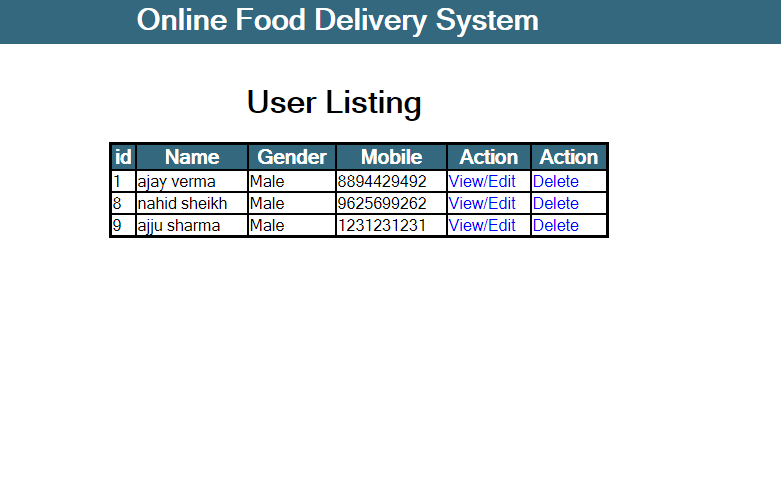 Online Food Delivery System
User Listing
id Name Gender Mobile Action Action
1 ajay verma Male 8894429492 View/Edit Delete
8 nahid sheikh Male 9625699262 View/Edit Delete
9 ajju sharma Male 1231231231 View/Edit Delete